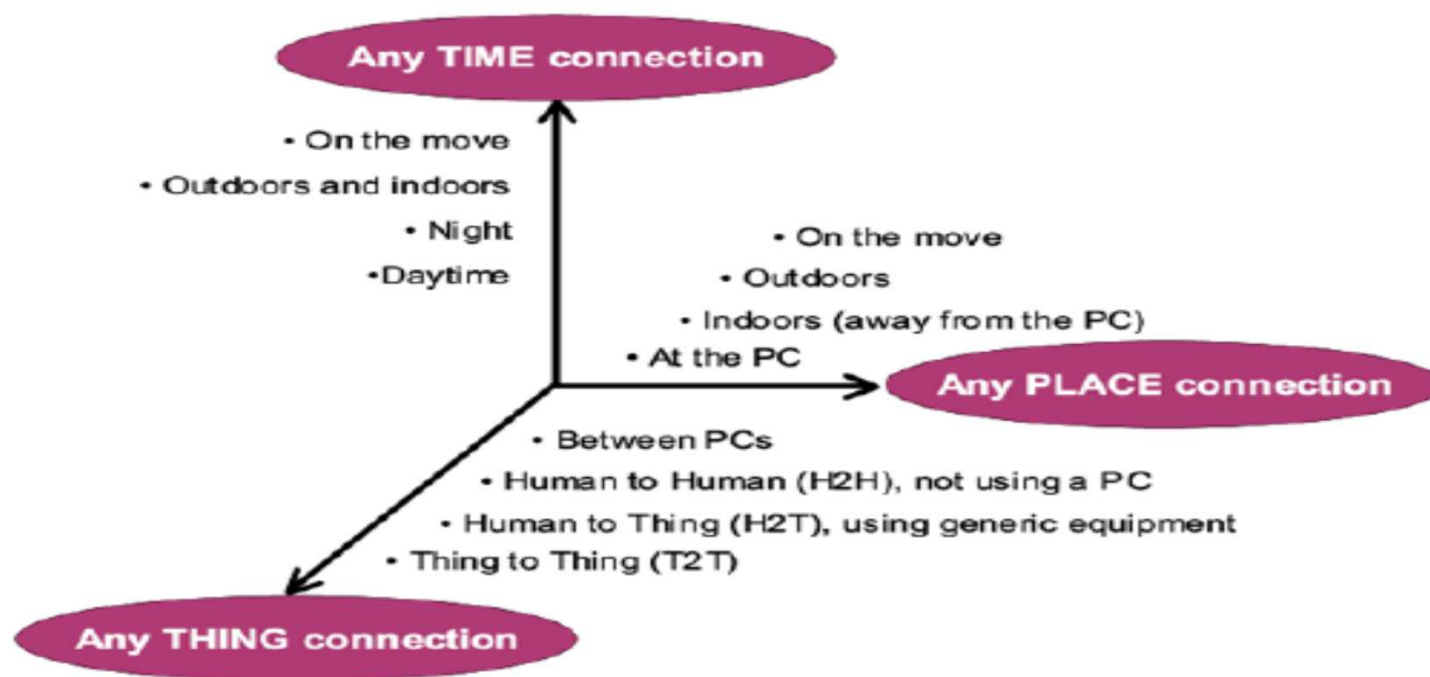 Any TIME connection
• On the move
• Outdoors and indoors
• Night
•Daytime
• On the move
• Outdoors
• Indoors (away from the PC)
• At the PC
Any PLACE connection
• Between PCs
• Human to Human (H2H), not using a PC
• Human to Thing (H2T), using generic equipment
• Thing to Thing (T2T)
Any THING connection